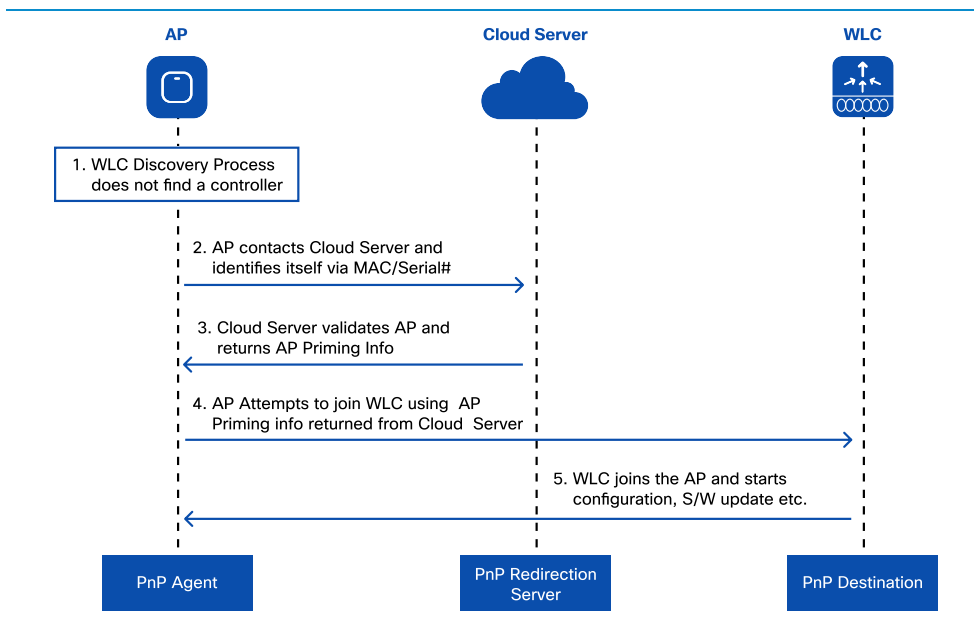 AP
Cloud Server
WLC
1. WLC Discovery Process
does not find a controller
2. AP contacts Cloud Server and
identifies itself via MAC/Serial#
3. Cloud Server validates AP and
returns AP Priming Info
4. AP Attempts to join WLC using AP
Priming info returned from Cloud Server
5. WLC joins the AP and starts
configuration, S/W update etc.
PnP Agent
PnP Redirection
Server
PnP Destination